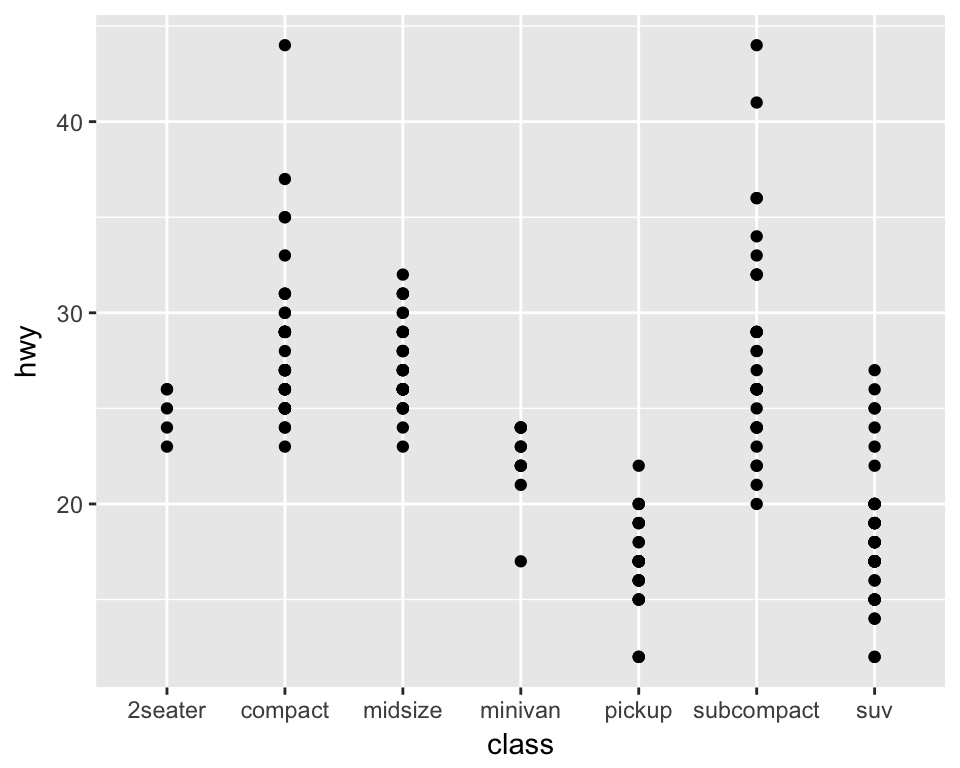 hwy
40
30
20
2seater compact midsize minivan pickup subcompact suv
class